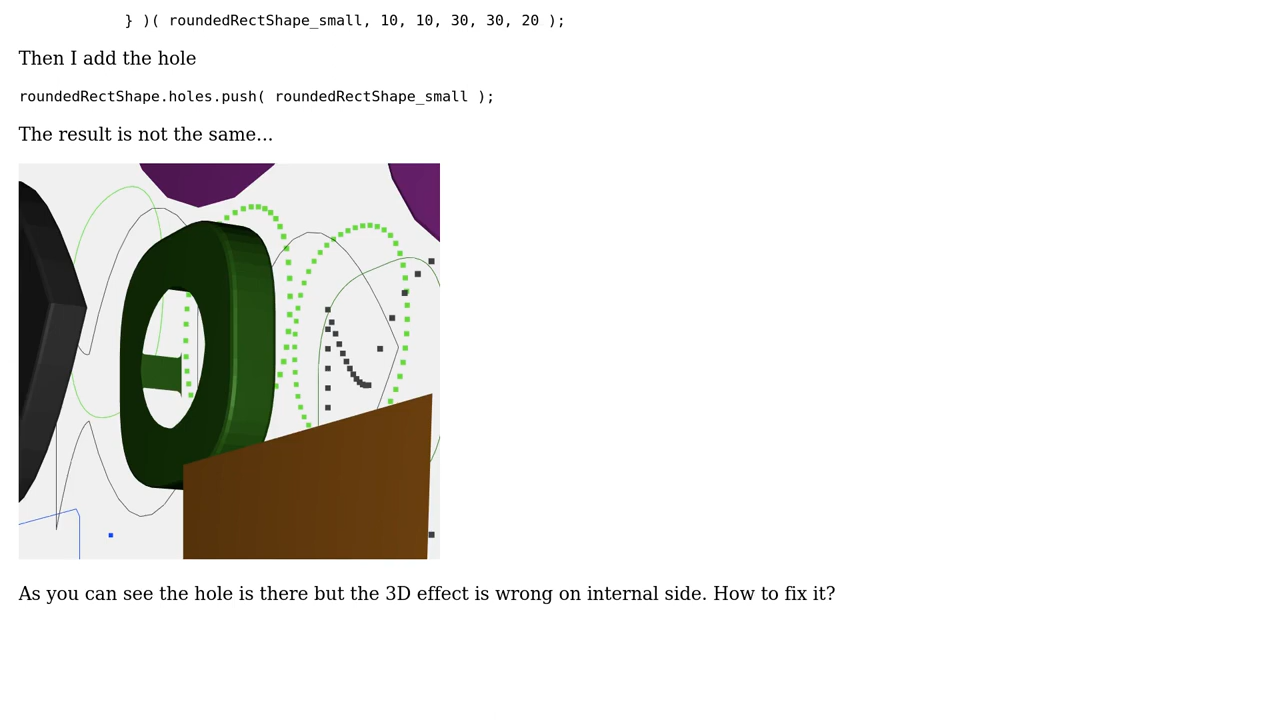 } )( roundedRectShape_small, 10, 10, 30, 30, 20 );
Then I add the hole
roundedRectShape.holes.push( roundedRectShape_small );
The result is not the same...
As you can see the hole is there but the 3D effect is wrong on internal side. How to fix it?